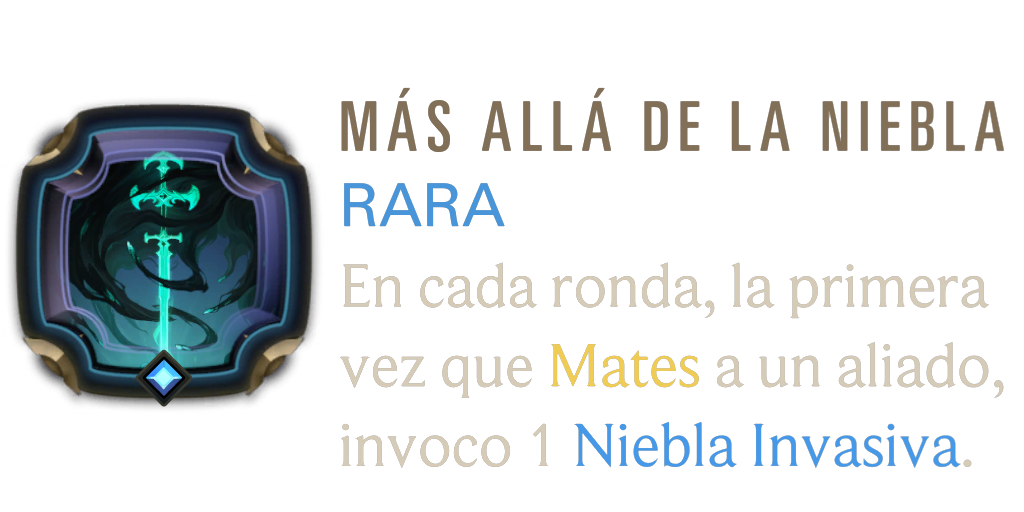 MÁS ALLÁ DE LA NIEBLA
RARA
En cada ronda, la primera
vez que Mates a un aliado,
invoco 1 Niebla Invasiva.